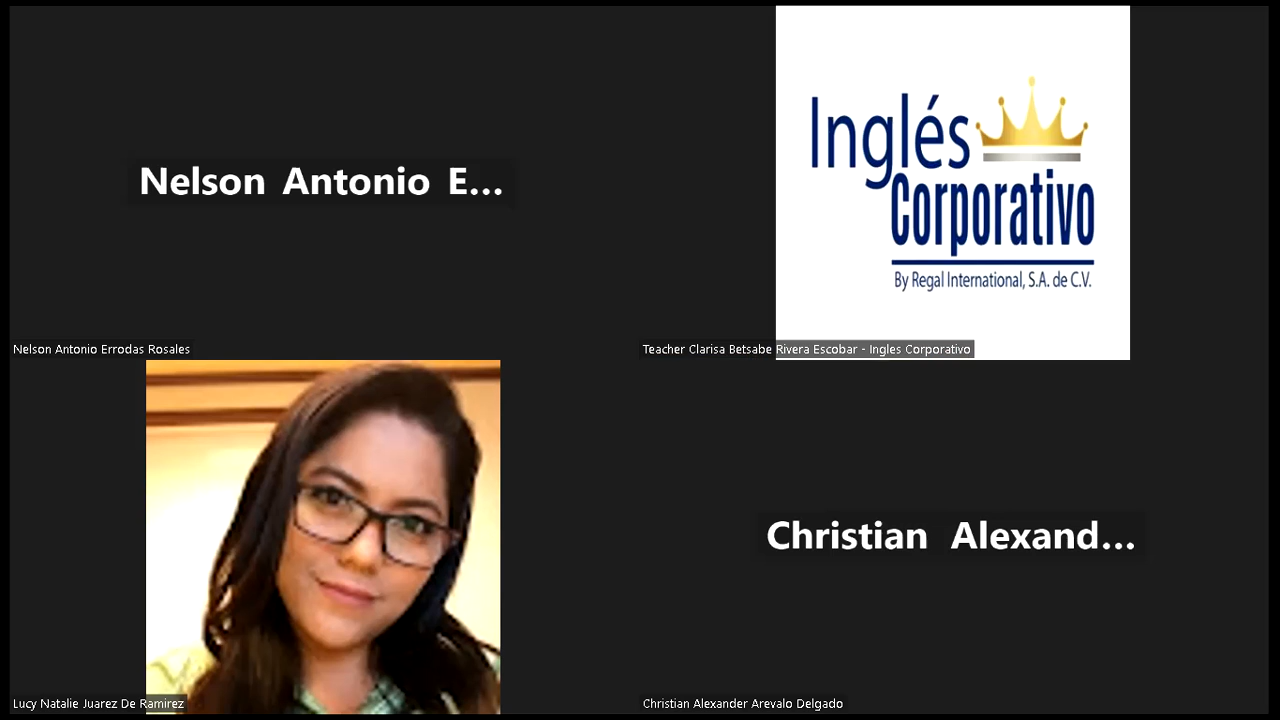 Nelson Antonio E...
Nelson Antonio Errodas Rosales
Inglés
Corporativo
By Regal International, S.A. de C.V.
Teacher Clarisa Betsabe Rivera Escobar - Ingles Corporativo
Lucy Natalie Juarez De Ramirez
Christian Alexand...
Christian Alexander Arevalo Delgado